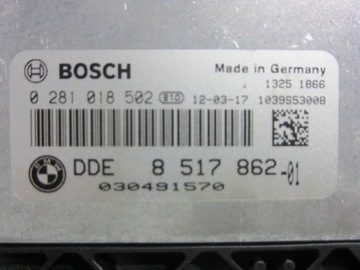 BOSCH Made in Germany
1325 1866
0 281 018 502 810 12-03-17 1039S53008
BMW
DDE 8 517 862-01
030491570